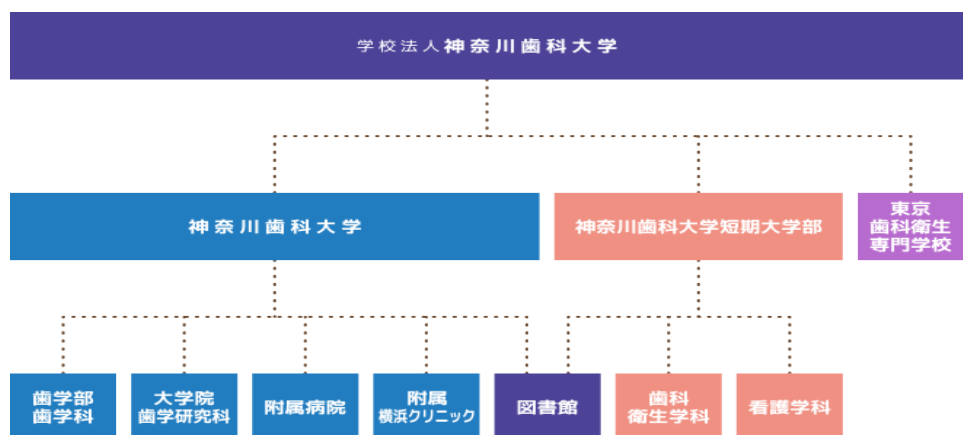 学校法人神奈川歯科大学
神奈川歯科大学
神奈川歯科大学短期大学部
東京
歯科衛生
専門学校
歯学部
歯学科
大学院
歯学研究科
附属病院
附属
横浜クリニック
図書館
歯科
衛生学科
看護学科